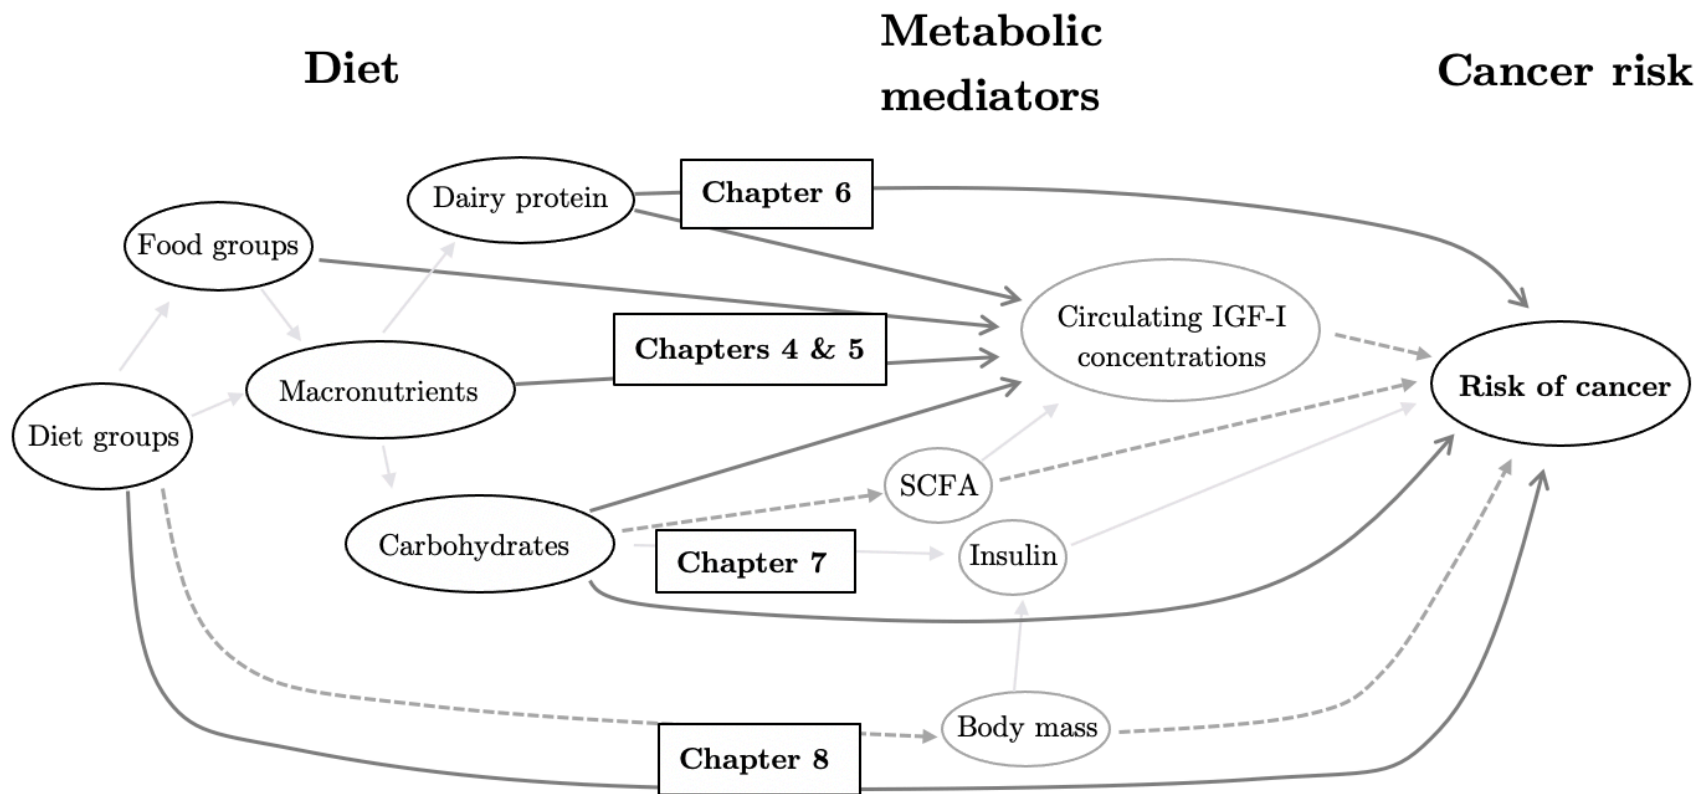 Diet
Metabolic
mediators
Cancer risk
Dairy protein
Chapter 6
Food groups
Circulating IGF-I
concentrations
Chapters 4 & 5
Macronutrients
Risk of cancer
Diet groups
SCFA
Carbohydrates
Chapter 7
Insulin
Body mass
Chapter 8